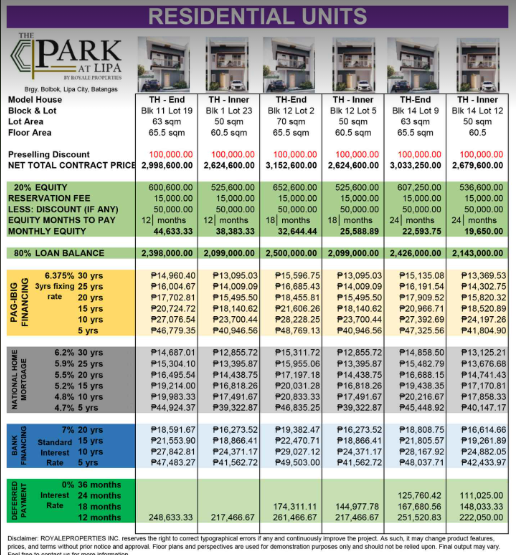 RESIDENTIAL UNITS
THE
PARK
AT LIPA
BY ROYALE PROPERTIES
Brgy. Bolbok, Lipa City, Batangas
Model House TH - End TH - Inner TH-End TH - Inner TH - End TH - Inner
Block & Lot Blk 11 Lot 19 Blk 1 Lot 23 Blk 12 Lot 2 Blk 12 Lot 5 Blk 14 Lot 9 Blk 14 Lot 12
Lot Area 63 sqm 50 sqm 70 sqm 50 sqm 63 sqm 50 sqm
Floor Area 65.5 sqm 60.5 sqm 65.5 sqm 60.5 sqm 65.5 sqm 60.5
Preselling Discount 100,000.00 100,000.00 100,000.00 100,000.00 100,000.00 100,000.00
NET TOTAL CONTRACT PRICE 2,998,600.00 2,624,600.00 3,152,600.00 2,624,600.00 3,033,250.00 2,679,600.00
20% EQUITY 600,600.00 525,600.00 652,600.00 525,600.00 607,250.00 536,600.00
RESERVATION FEE 15,000.00 15,000.00 15,000.00 15,000.00 15,000.00 15,000.00
LESS: DISCOUNT (IF ANY) 50,000.00 50,000.00 50,000.00 50,000.00 50,000.00 50,000.00
EQUITY MONTHS TO PAY 12 months 12 months 18 months 18 months 24 months 24 months
MONTHLY EQUITY 44,633.33 38,383.33 32,644.44 25,588.89 22,593.75 19,650.00
80% LOAN BALANCE 2,398,000.00 2,099,000.00 2,500,000.00 2,099,000.00 2,426,000.00 2,143,000.00
PAG-IBIG FINANCING
6.375% 30 yrs ₱14,960.40 ₱13,095.03 ₱15,596.75 ₱13,095.03 ₱15,135.08 ₱13,369.53
3yrs fixing 25 yrs ₱16,004.67 ₱14,009.09 ₱16,685.43 ₱14,009.09 ₱16,191.54 ₱14,302.75
rate 20 yrs ₱17,702.81 ₱15,495.50 ₱18,455.81 ₱15,495.50 ₱17,909.52 ₱15,820.32
15 yrs ₱20,724.72 ₱18,140.62 ₱21,606.26 ₱18,140.62 ₱20,966.71 ₱18,520.89
10 yrs ₱27,076.54 ₱23,700.44 ₱28,228.25 ₱23,700.44 ₱27,392.69 ₱24,197.26
5 yrs ₱46,779.35 ₱40,946.56 ₱48,769.13 ₱40,946.56 ₱47,325.56 ₱41,804.90
NATIONAL HOME MORTGAGE
6.2% 30 yrs ₱14,687.01 ₱12,855.72 ₱15,311.72 ₱12,855.72 ₱14,858.50 ₱13,125.21
5.9% 25 yrs ₱15,304.10 ₱13,395.87 ₱15,955.06 ₱13,395.87 ₱15,482.79 ₱13,676.68
5.5% 20 yrs ₱16,495.54 ₱14,438.75 ₱17,197.18 ₱14,438.75 ₱16,688.15 ₱14,741.43
5.2% 15 yrs ₱19,214.00 ₱16,818.26 ₱20,031.28 ₱16,818.26 ₱19,438.35 ₱17,170.81
4.8% 10 yrs ₱19,983.33 ₱17,491.67 ₱20,833.33 ₱17,491.67 ₱20,216.67 ₱17,858.33
4.7% 5 yrs ₱44,924.37 ₱39,322.87 ₱46,835.25 ₱39,322.87 ₱45,448.92 ₱40,147.17
BANK FINANCING
7% 20 yrs ₱18,591.67 ₱16,273.52 ₱19,382.47 ₱16,273.52 ₱18,808.75 ₱16,614.66
Standard 15 yrs ₱21,553.90 ₱18,866.41 ₱22,470.71 ₱18,866.41 ₱21,805.57 ₱19,261.89
Interest 10 yrs ₱27,842.81 ₱24,371.17 ₱29,027.12 ₱24,371.17 ₱28,167.92 ₱24,882.05
Rate 5 yrs ₱47,483.27 ₱41,562.72 ₱49,503.00 ₱41,562.72 ₱48,037.71 ₱42,433.97
DEFERRED PAYMENT
0% 36 months
Interest 24 months 125,760.42 111,025.00
Rate 18 months 174,311.11 144,977.78 167,680.56 148,033.33
12 months 248,633.33 217,466.67 261,466.67 217,466.67 251,520.83 222,050.00
Disclaimer: ROYALEPROPERTIES INC. reserves the right to correct typographical errors if any and continuously improve the project. As such, it may change product features,
prices, and terms without prior notice and approval. Floor plans and perspectives are used for demonstration purposes only and should not be relied upon. Final output may vary.
Feel free to contact us for more information.